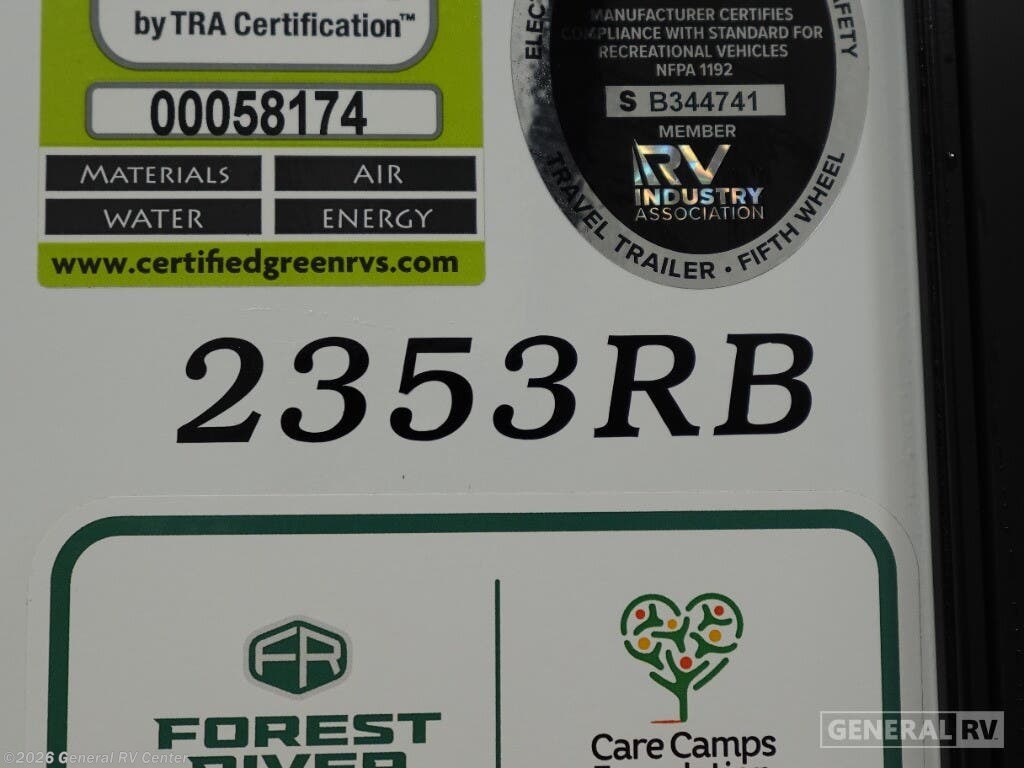 by TRA Certification™
00058174
MATERIALS AIR
WATER ENERGY
www.certifiedgreenrvs.com
MANUFACTURER CERTIFIES
COMPLIANCE WITH STANDARD FOR
RECREATIONAL VEHICLES
NFPA 1192
S B344741
MEMBER
RV
INDUSTRY
ASSOCIATION
TRAVEL TRAILER • FIFTH WHEEL
2353RB
FR
FOREST
RIVER
Care Camps
GENERAL RV
©2026 General RV Center